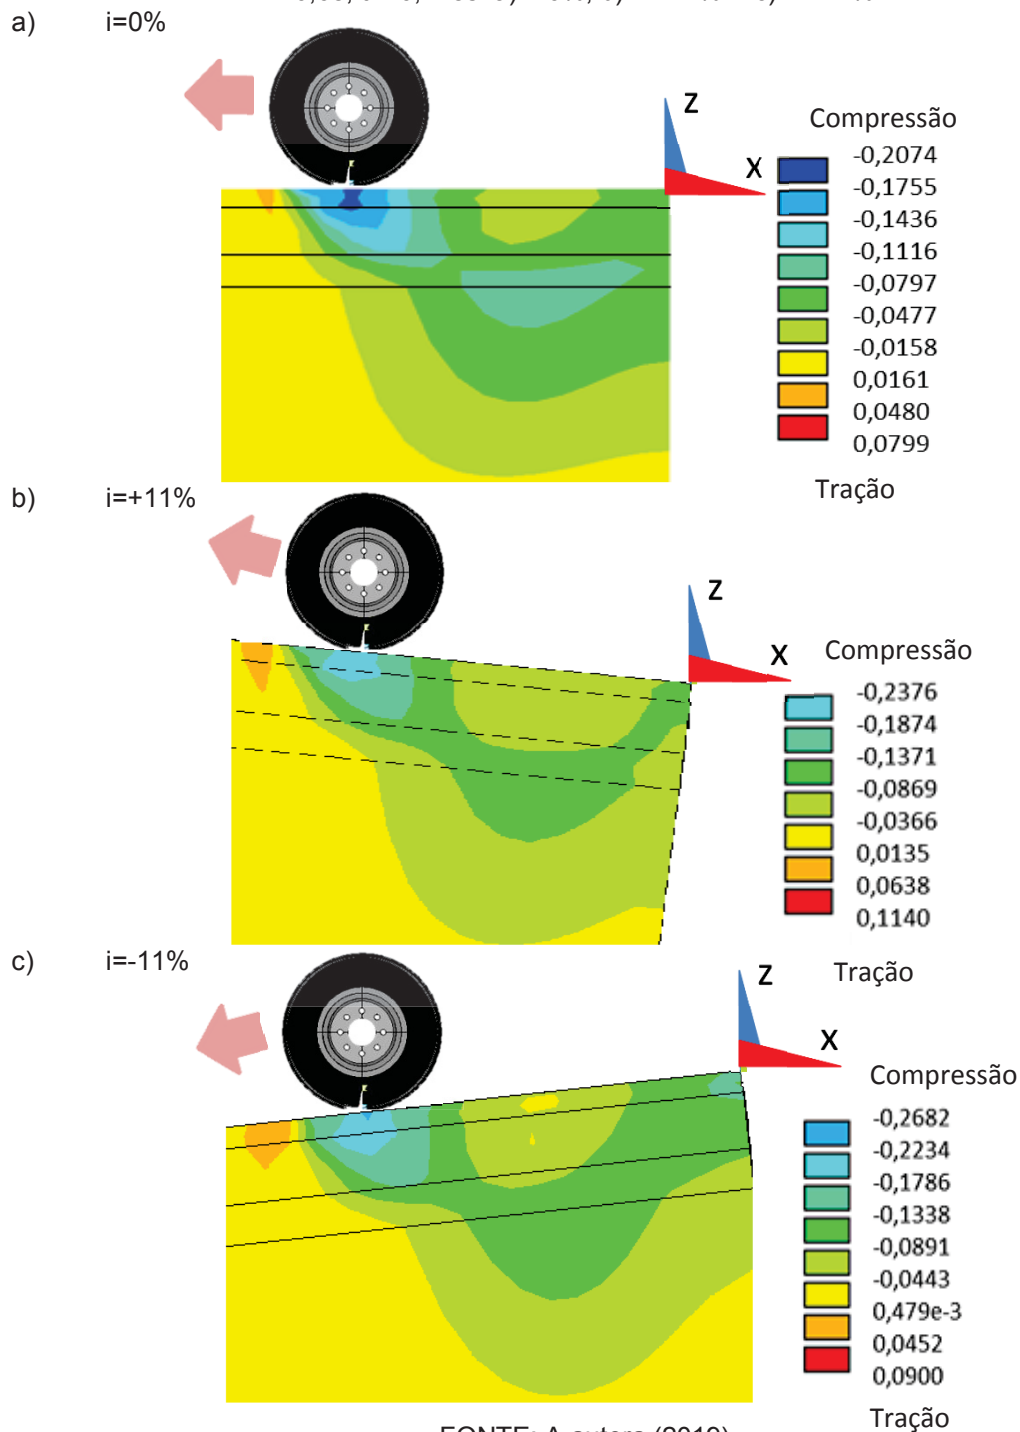 a) i=0%
Z
X
Compressão
-0,2074
-0,1755
-0,1436
-0,1116
-0,0797
-0,0477
-0,0158
0,0161
0,0480
0,0799
Tração
b) i=+11%
Z
X
Compressão
-0,2376
-0,1874
-0,1371
-0,0869
-0,0366
0,0135
0,0638
0,1140
Tração
c) i=-11%
Z
X
Compressão
-0,2682
-0,2234
-0,1786
-0,1338
-0,0891
-0,0443
0,479e-3
0,0452
0,0900
Tração
FONTE: A autora (2019)